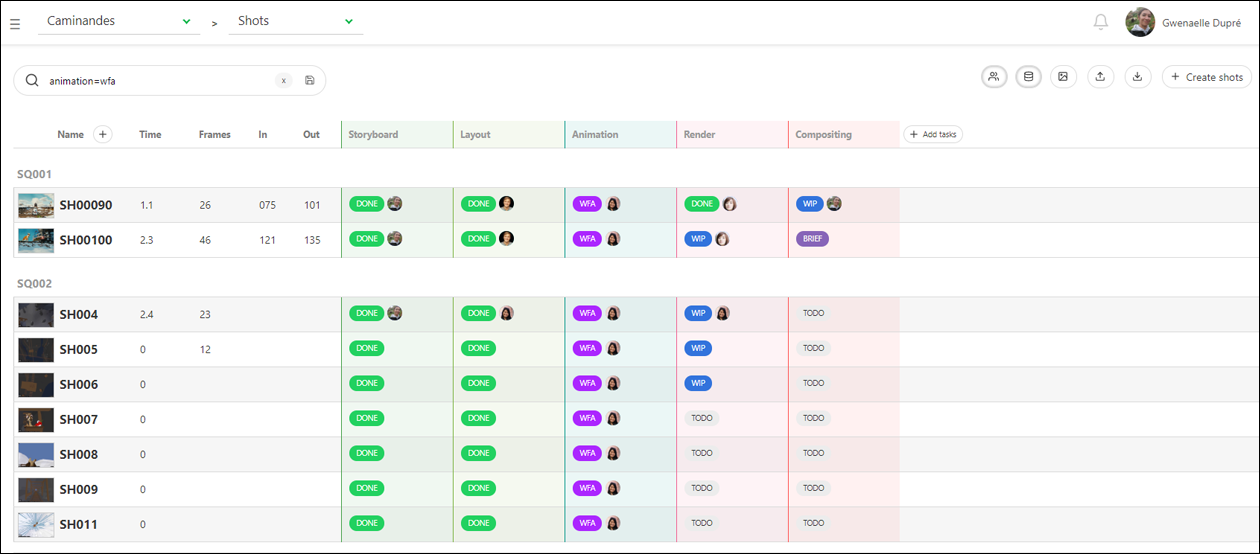 Caminandes > Shots Gwenaelle Dupré
animation=wfa x Create shots
Name Time Frames In Out Storyboard Layout Animation Render Compositing Add tasks
SQ001
SH00090 1.1 26 075 101 DONE DONE WFA DONE WIP
SH00100 2.3 46 121 135 DONE DONE WFA WIP BRIEF
SQ002
SH004 2.4 23 DONE DONE WFA WIP TODO
SH005 0 12 DONE DONE WFA WIP TODO
SH006 0 DONE DONE WFA WIP TODO
SH007 0 DONE DONE WFA TODO TODO
SH008 0 DONE DONE WFA TODO TODO
SH009 0 DONE DONE WFA TODO TODO
SH011 0 DONE DONE WFA TODO TODO